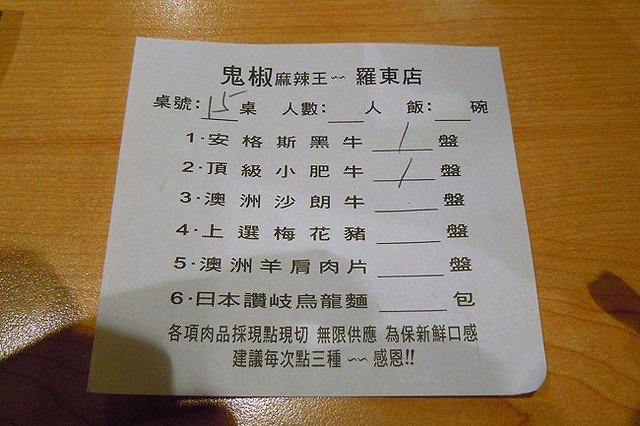 鬼椒麻辣王~~ 羅東店
桌號:15桌 人數:___人 飯:___碗
1·安格斯黑牛 / 盤
2·頂級小肥牛 / 盤
3·澳洲沙朗牛____盤
4·上選梅花豬____盤
5·澳洲羊肩肉片____盤
6·日本讚岐烏龍麵____包
各項肉品採現點現切 無限供應 為保新鮮口感
建議每次點三種 ~~ 感恩!!